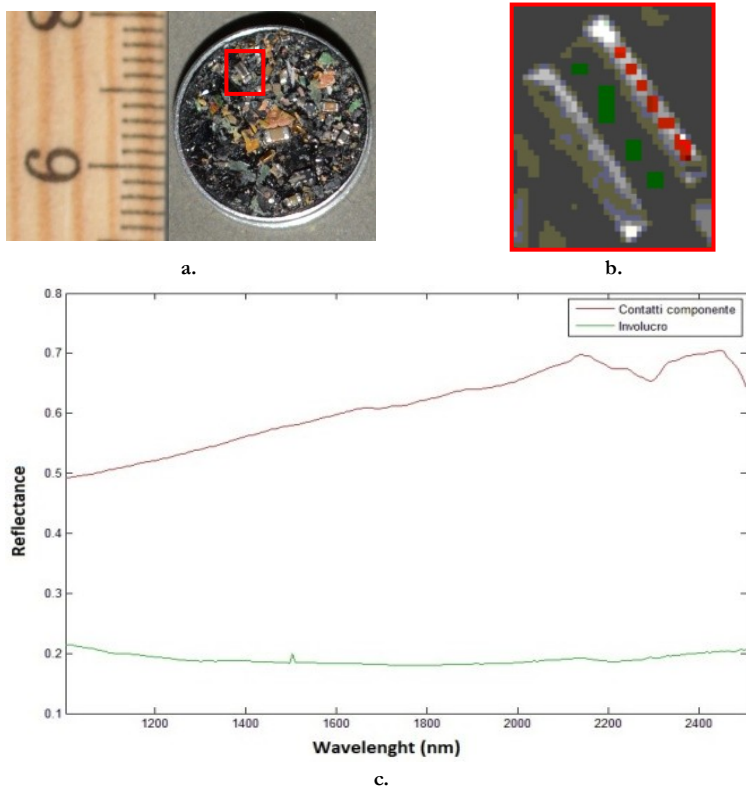 8
9
a.
b.
0.8
0.7
0.6
0.5
0.4
0.3
0.2
0.1
Reflectance
Contatti componente
Involucro
1200 1400 1600 1800 2000 2200 2400
Wavelenght (nm)
c.